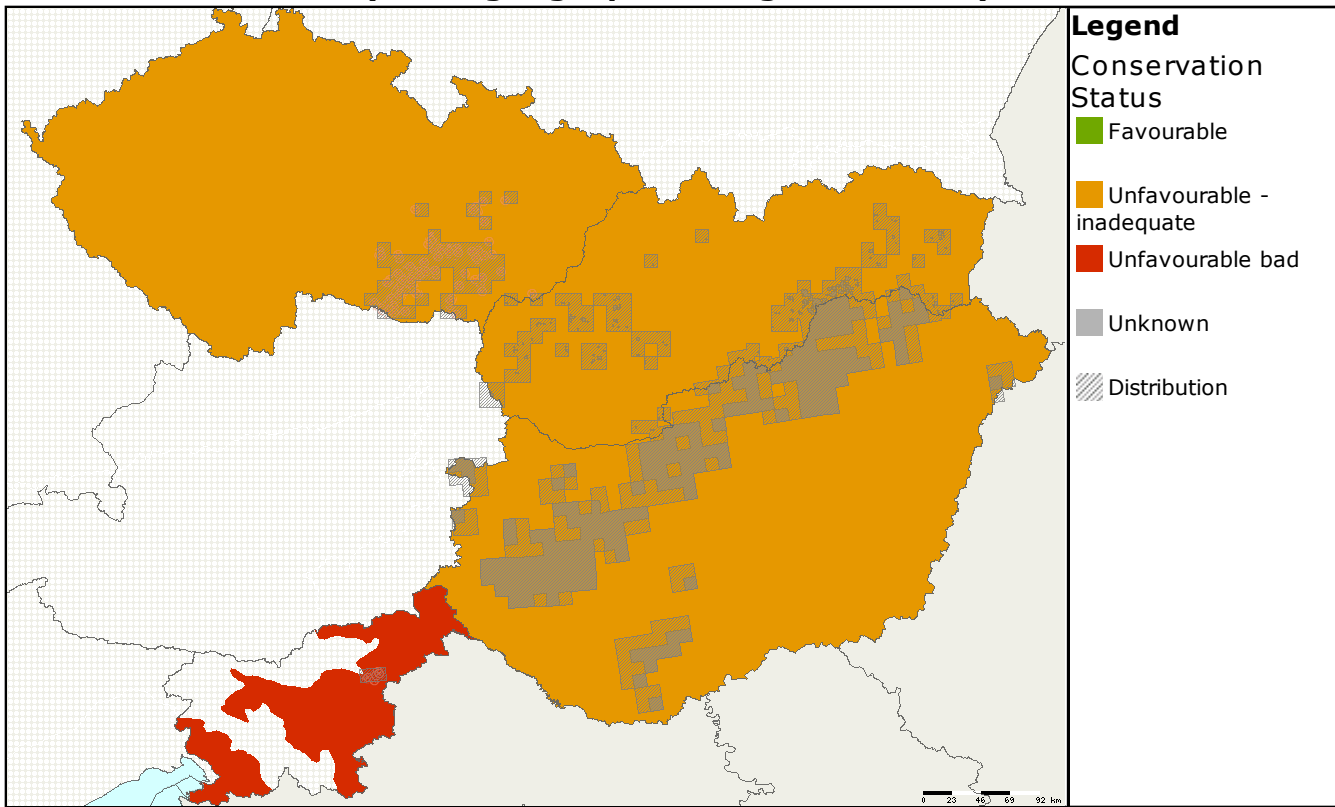 Legend
Conservation
Status
Favourable
Unfavourable -
inadequate
Unfavourable bad
Unknown
Distribution
0 23 46 69 92 km